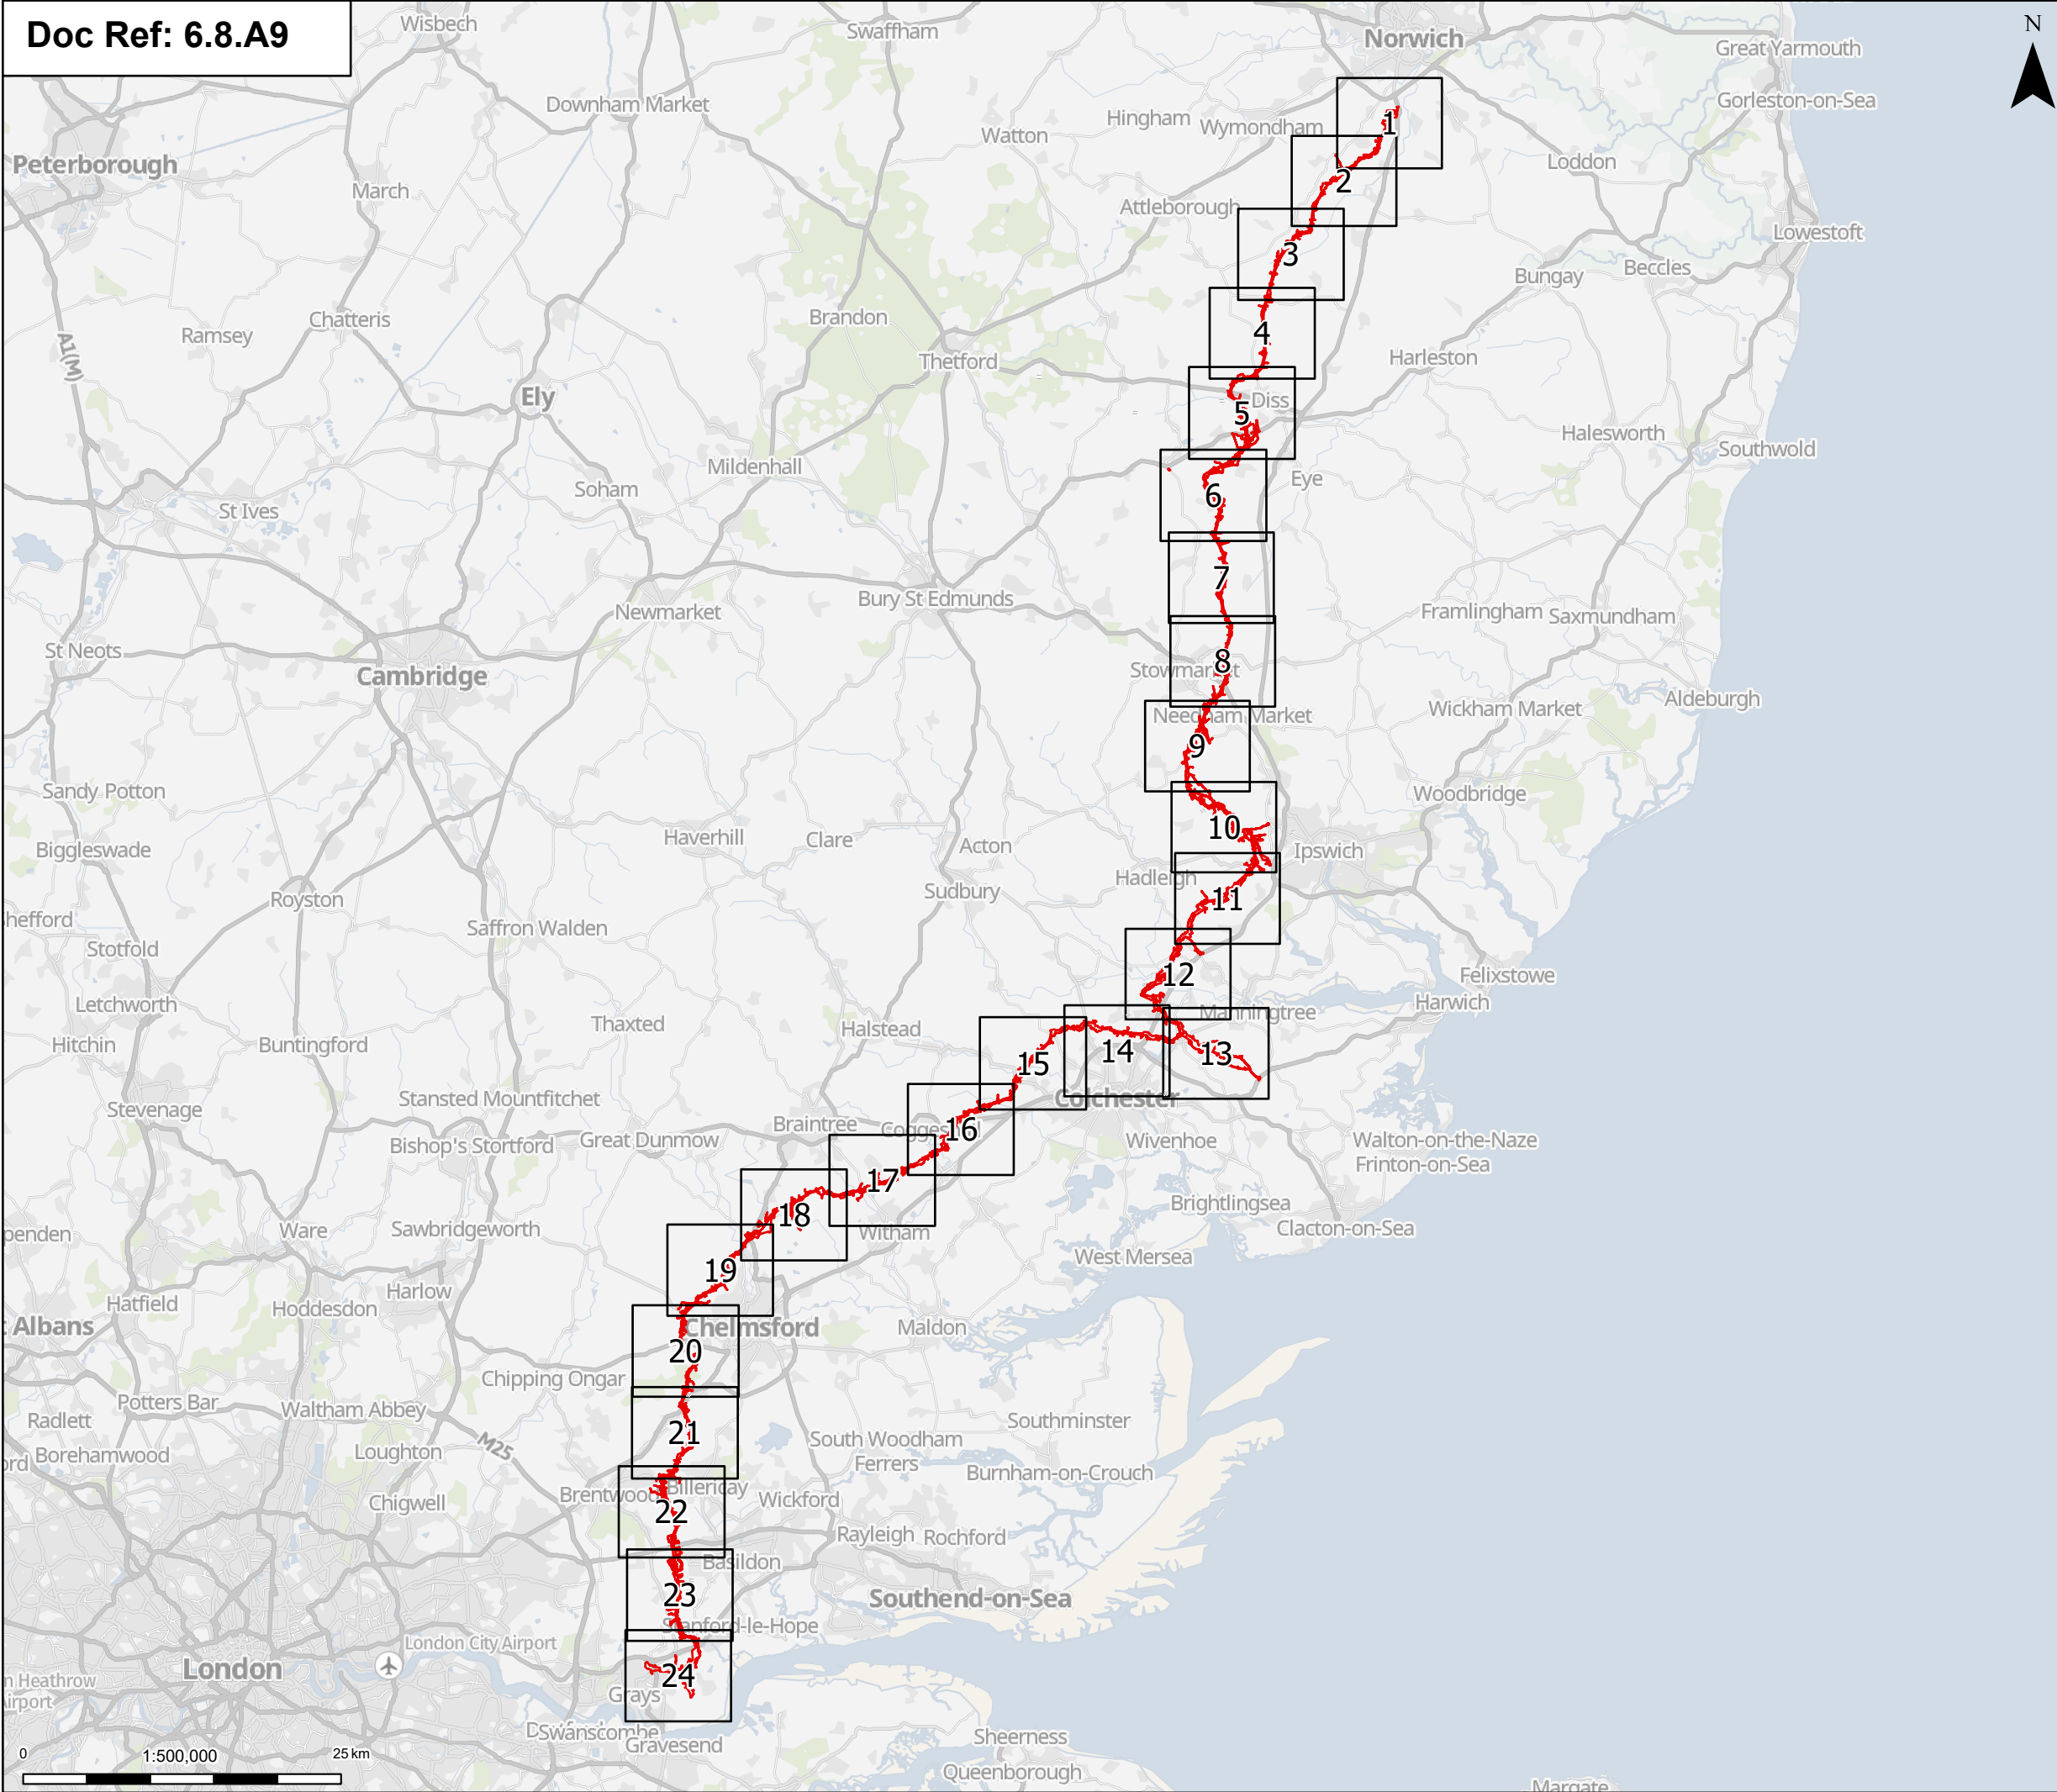 Doc Ref: 6.8.A9
N
Wisbech
Swaffham
Norwich
Great Yarmouth
Downham Market
Gorleston-on-Sea
Hingham
Wymondham
Watton
1
Peterborough
Loddon
March
2
Attleborough
Lowestoft
3
Bungay
Beccles
Chatteris
Brandon
Ramsey
4
A1(M)
Thetford
Harleston
Ely
Diss
5
Halesworth
Southwold
Mildenhall
Soham
Eye
6
St Ives
7
Bury St Edmunds
Newmarket
Framlingham
Saxmundham
St Neots
8
Stowmarket
Cambridge
Aldeburgh
Needham Market
Wickham Market
9
Sandy Potton
Woodbridge
10
Haverhill
Clare
Acton
Biggleswade
Ipswich
Hadleigh
Sudbury
11
Royston
hefford
Saffron Walden
Stotfold
12
Felixstowe
Letchworth
Harwich
Manningtree
Thaxted
Halstead
Hitchin
Buntingford
14
13
15
Stansted Mountfitchet
Colchester
Stevenage
Braintree
Coggeshall
16
Bishop's Stortford
Great Dunmow
Wivenhoe
Walton-on-the-Naze
Frinton-on-Sea
17
Brightlingsea
18
penden
Ware
Sawbridgeworth
Witham
Clacton-on-Sea
West Mersea
19
Harlow
Hatfield
Hoddesdon
Albans
Chelmsford
Maldon
20
Chipping Ongar
Potters Bar
Waltham Abbey
Radlett
Southminster
21
M25
Borehamwood
Loughton
South Woodham
Ferrers
ord
Burnham-on-Crouch
Brentwood
Billericay
Wickford
Chigwell
22
Rayleigh
Rochford
Basildon
23
Southend-on-Sea
Stanford-le-Hope
London City Airport
London
24
n Heathrow
Airport
Grays
Swanscombe
Gravesend
Sheerness
0
1:500,000
25 km
Queenborough
Margate